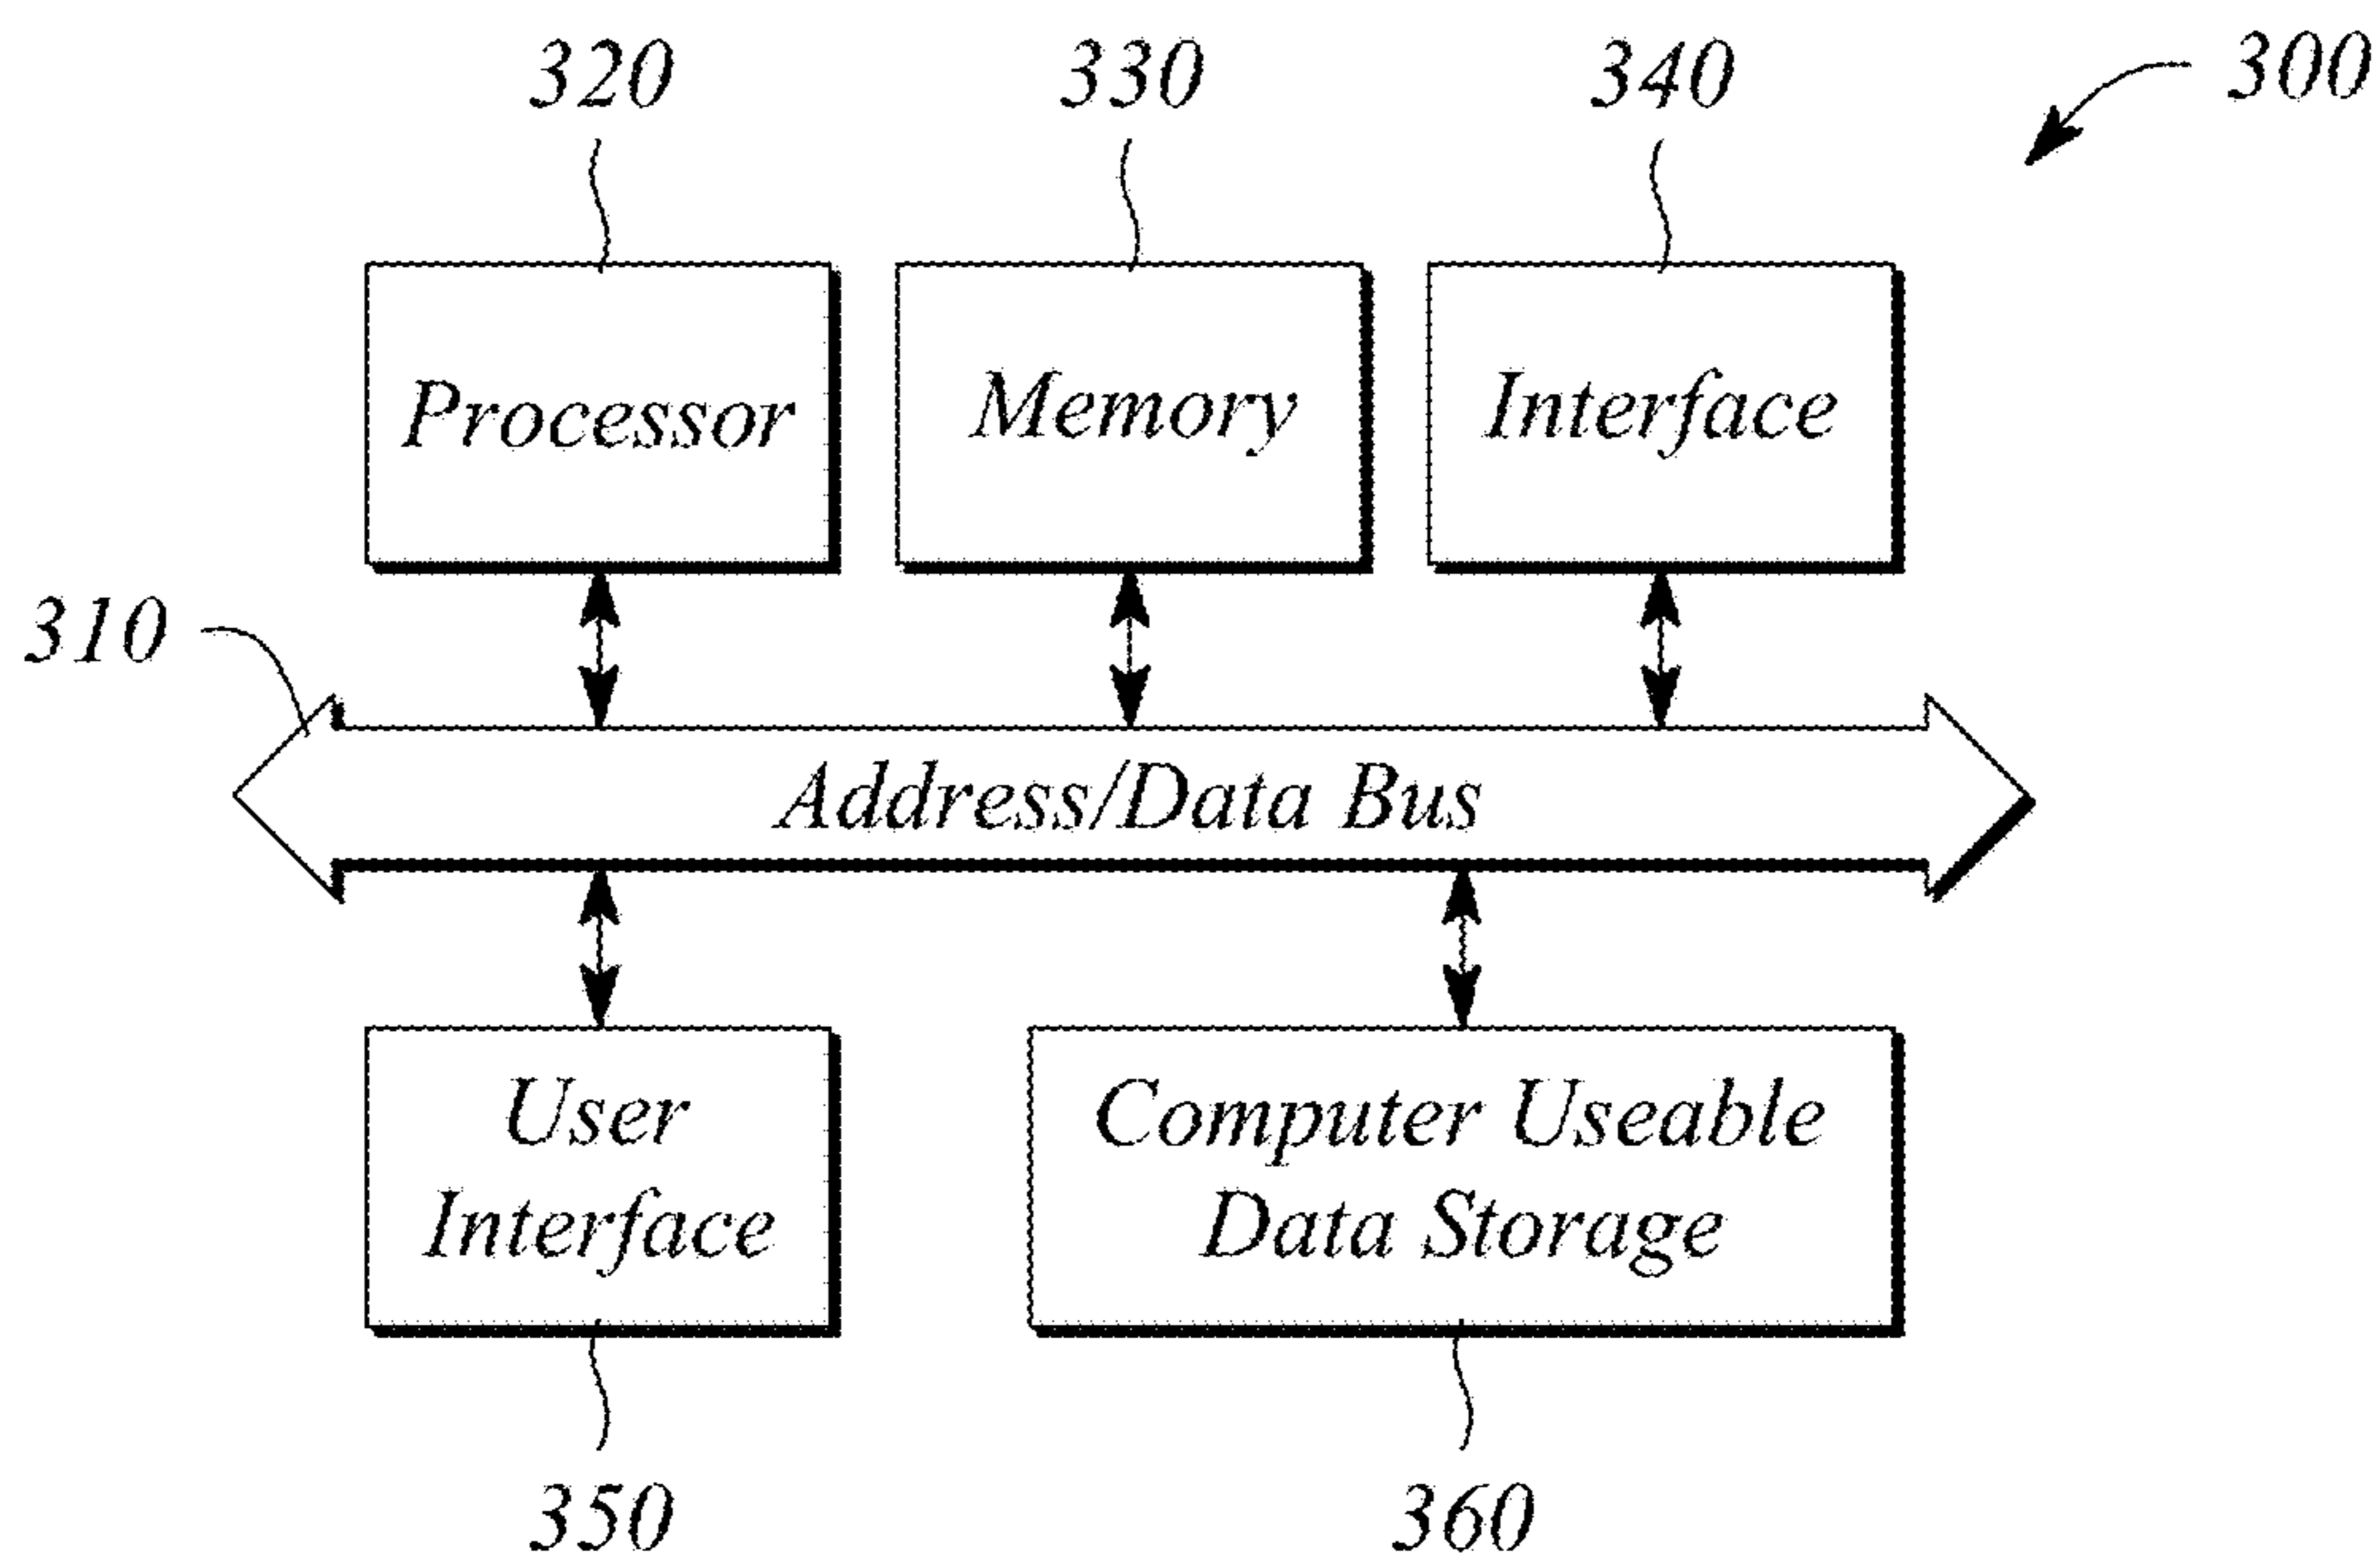 320
330
340
300
Processor
Memory
Interface
310
Address/Data Bus
User
Interface
Computer Useable
Data Storage
350
360